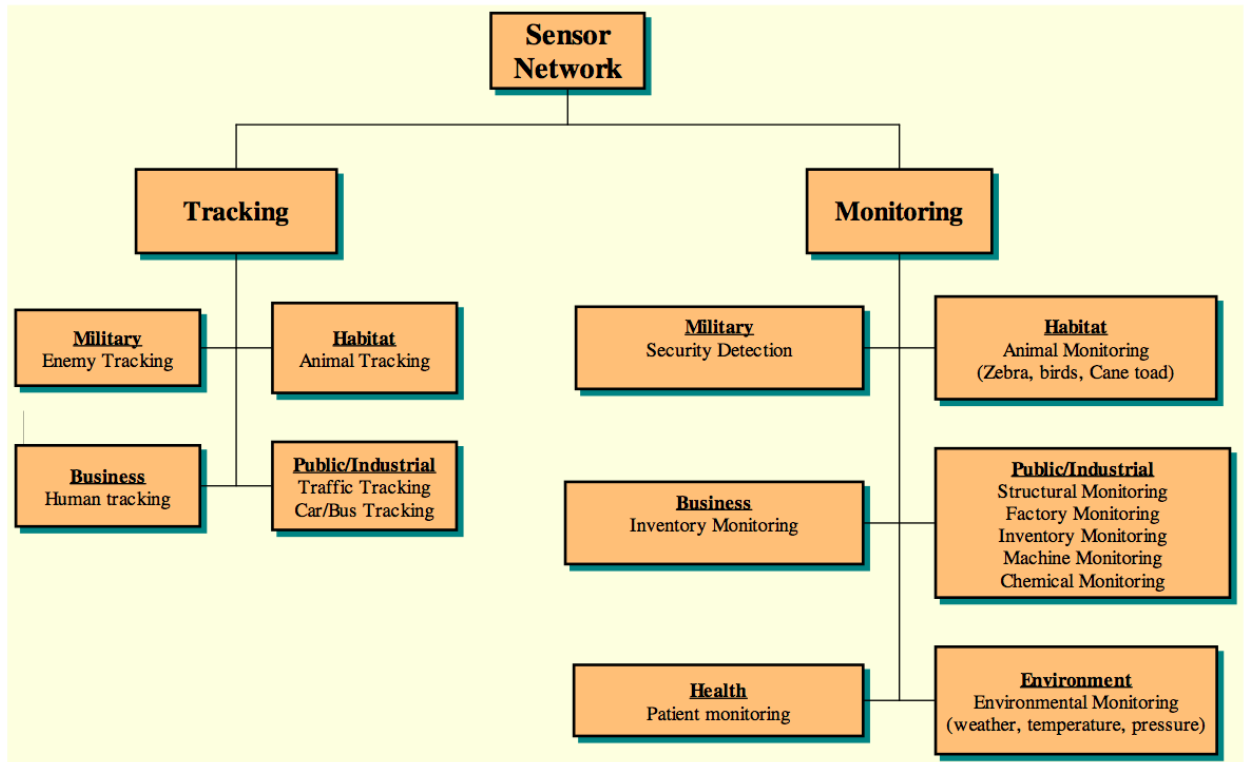 Sensor
Network
Tracking
Monitoring
Military
Enemy Tracking
Habitat
Animal Tracking
Business
Human tracking
Public/Industrial
Traffic Tracking
Car/Bus Tracking
Military
Security Detection
Habitat
Animal Monitoring
(Zebra, birds, Cane toad)
Business
Inventory Monitoring
Public/Industrial
Structural Monitoring
Factory Monitoring
Inventory Monitoring
Machine Monitoring
Chemical Monitoring
Health
Patient monitoring
Environment
Environmental Monitoring
(weather, temperature, pressure)